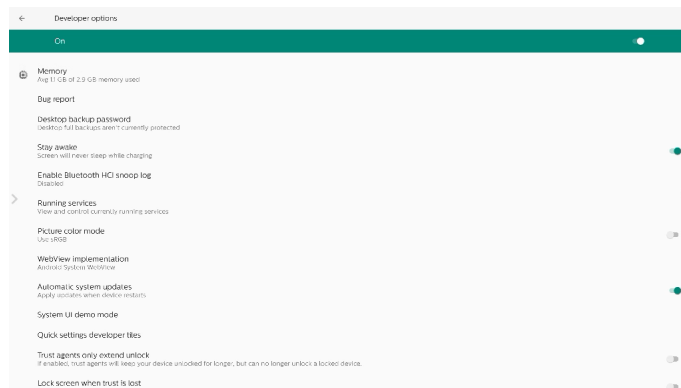 Developer options
On
Memory
Avg 1.1 GB of 2.9 GB memory used
Bug report
Desktop backup password
Desktop full backups aren't currently protected
Stay awake
Screen will never sleep while charging
Enable Bluetooth HCI snoop log
Disabled
Running services
View and control currently running services
Picture color mode
Use sRGB
WebView implementation
Android System WebView
Automatic system updates
Apply updates when device restarts
System UI demo mode
Quick settings developer tiles
Trust agents only extend unlock
If enabled, trust agents will keep your device unlocked for longer, but can no longer unlock a locked device.
Lock screen when trust is lost